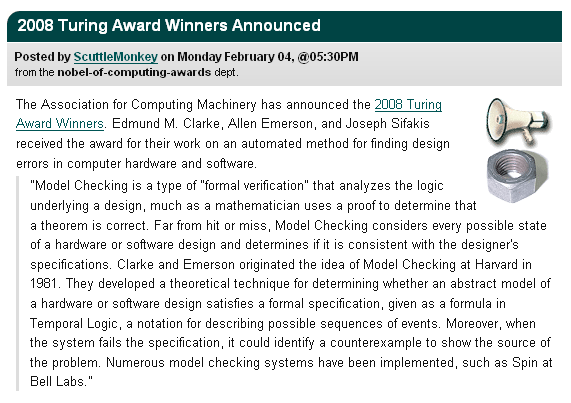 2008 Turing Award Winners Announced
Posted by ScuttleMonkey on Monday February 04, @05:30PM
from the nobel-of-computing-awards dept.
The Association for Computing Machinery has announced the 2008 Turing
Award Winners. Edmund M. Clarke, Allen Emerson, and Joseph Sifakis
received the award for their work on an automated method for finding design
errors in computer hardware and software.
"Model Checking is a type of "formal verification" that analyzes the logic
underlying a design, much as a mathematician uses a proof to determine that
a theorem is correct. Far from hit or miss, Model Checking considers every possible state
of a hardware or software design and determines if it is consistent with the designer's
specifications. Clarke and Emerson originated the idea of Model Checking at Harvard in
1981. They developed a theoretical technique for determining whether an abstract model of
a hardware or software design satisfies a formal specification, given as a formula in
Temporal Logic, a notation for describing possible sequences of events. Moreover, when
the system fails the specification, it could identify a counterexample to show the source of
the problem. Numerous model checking systems have been implemented, such as Spin at
Bell Labs."